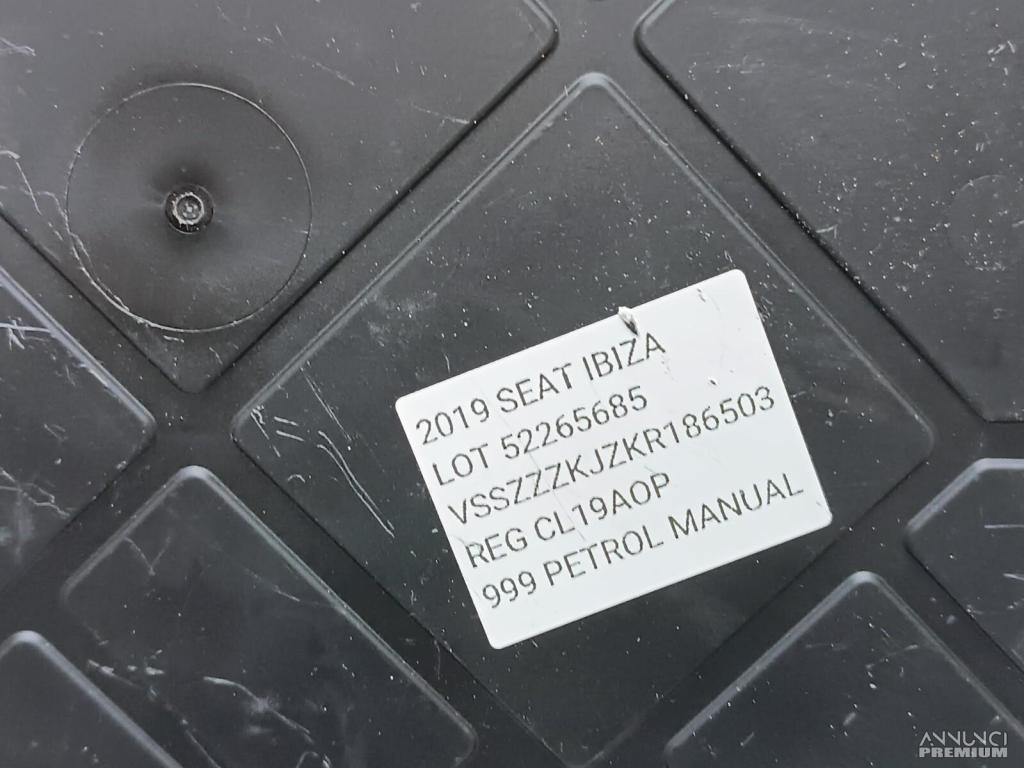 2019 SEAT IBIZA
LOT 52265685
VSSZZZKJZKR186503
REG CL19AOP
999 PETROL MANUAL
ANNUNCI
PREMIUM